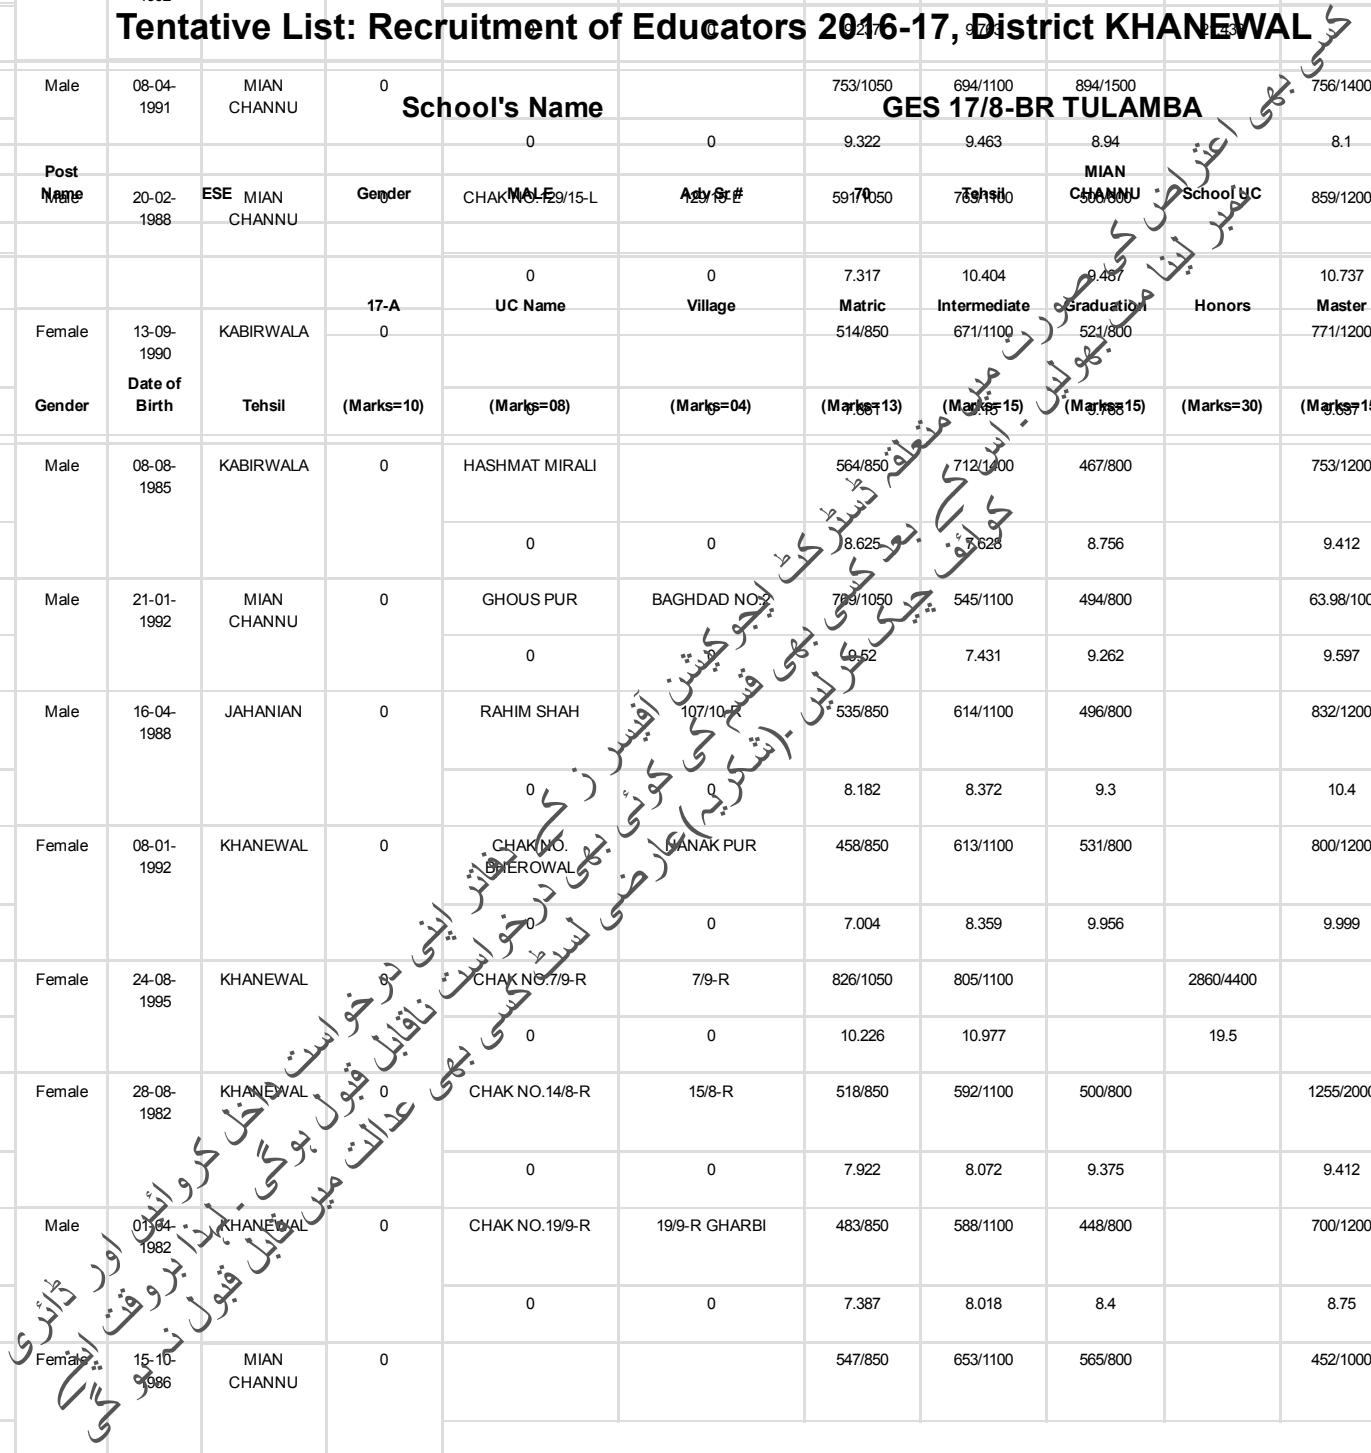 Tentative List: Recruitment of Educators 2016-17, District KHANEWAL
Male 08-04-1991 MIAN CHANNU 0 753/1050 694/1100 894/1500 756/1400
School's Name GES 17/8-BR TULAMBA
0 0 9.322 9.463 8.94 8.1
Post Name ESE Gender MALE Adv Sr # 70 Tehsil MIAN CHANNU School UC
Male 20-02-1988 MIAN CHANNU 0 CHAK NO.129/15-L 591/1050 763/1100 859/1200
0 0 7.317 10.404 9.487 10.737
17-A UC Name Village Matric Intermediate Graduation Honors Master
Female 13-09-1990 KABIRWALA 0 514/850 671/1100 521/800 771/1200
Gender Date of Birth Tehsil (Marks=10) (Marks=08) (Marks=04) (Marks=13) (Marks=15) (Marks=15) (Marks=30)
Male 08-08-1985 KABIRWALA 0 HASHMAT MIRALI 564/850 712/1400 467/800 753/1200
0 0 8.625 7.628 8.756 9.412
Male 21-01-1992 MIAN CHANNU 0 GHOUS PUR BAGHDAD NO.2 769/1050 545/1100 494/800 63.98/100
0 0 9.52 7.431 9.262 9.597
Male 16-04-1988 JAHANIAN 0 RAHIM SHAH 107/10-R 535/850 614/1100 496/800 832/1200
0 0 8.182 8.372 9.3 10.4
Female 08-01-1992 KHANEWAL 0 CHAK NO. BHEROWAL NANAK PUR 458/850 613/1100 531/800 800/1200
0 0 7.004 8.359 9.956 9.999
Female 24-08-1995 KHANEWAL 0 CHAK NO.7/9-R 7/9-R 826/1050 805/1100 2860/4400
0 0 10.226 10.977 19.5
Female 28-08-1982 KHANEWAL 0 CHAK NO.14/8-R 15/8-R 518/850 592/1100 500/800 1255/2000
0 0 7.922 8.072 9.375 9.412
Male 01-04-1982 KHANEWAL 0 CHAK NO.19/9-R 19/9-R GHARBI 483/850 588/1100 448/800 700/1200
0 0 7.387 8.018 8.4 8.75
Female 15-10-1986 MIAN CHANNU 0 547/850 653/1100 565/800 452/1000
کسی بھی اعتراض کی صورت میں متعلقہ ڈسٹرکٹ ایجوکیشن آفیسر ز کے دفاتر اپنی درخواست داخل کروائیں اور ڈائری
نمبر لینا مت بھولیں ۔ اس کے بعد کسی بھی قسم کی کوئی بھی درخواست ناقابل قبول ہوگی ۔ لہذا بروقت اپنے
کوائف چیک کرلیں ۔(شکریہ)عارضی لسٹ کسی بھی عدالت میں قابل قبول نہ ہو گی